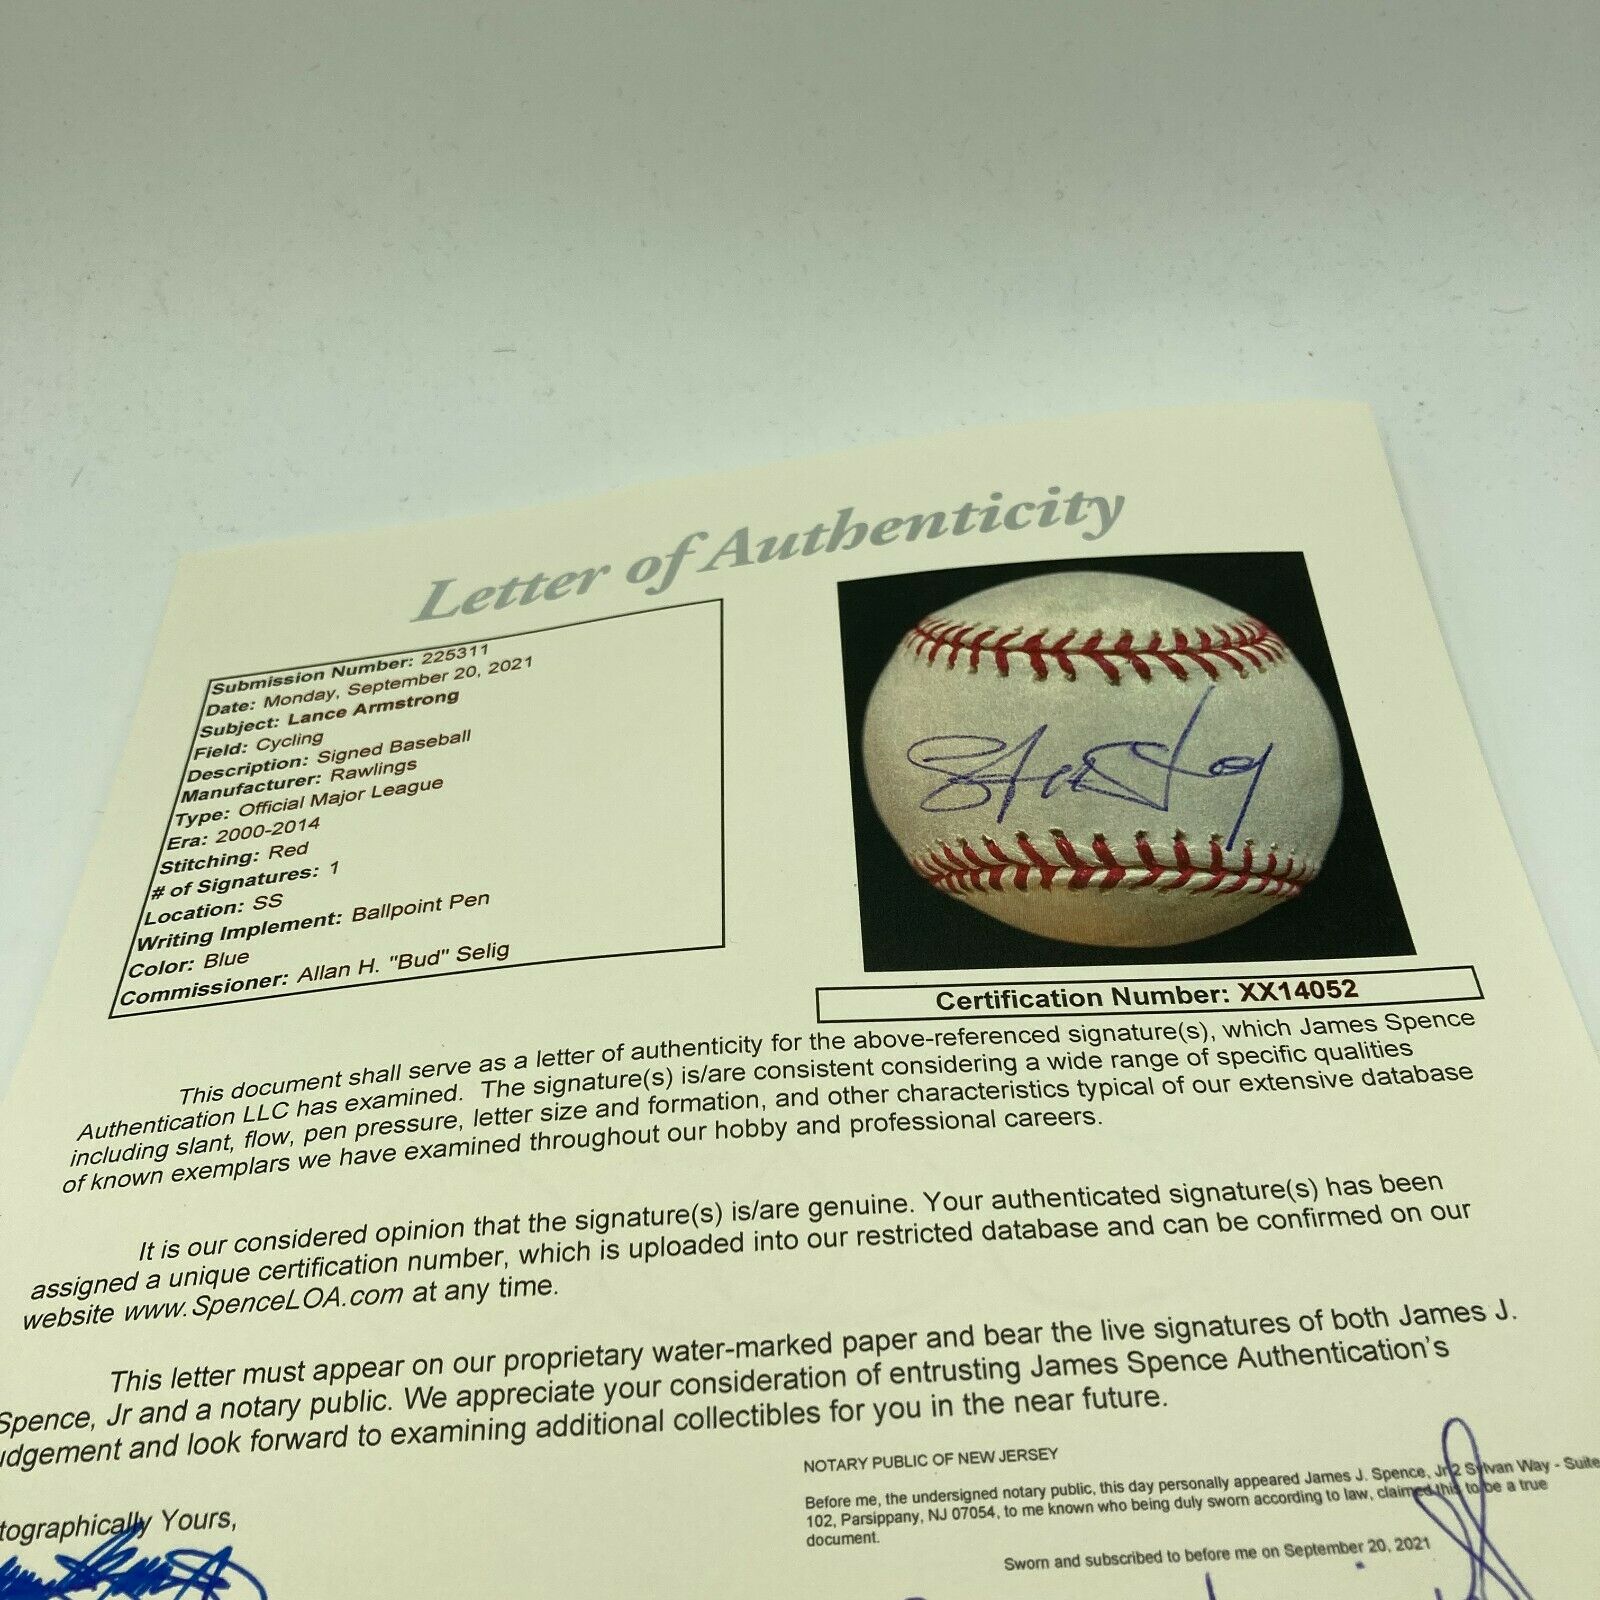 Letter of Authenticity
Submission Number: 225311
Date: Monday, September 20, 2021
Subject: Lance Armstrong
Field: Cycling
Description: Signed Baseball
Manufacturer: Rawlings
Type: Official Major League
Era: 2000-2014
Stitching: Red
# of Signatures: 1
Location: SS
Writing Implement: Ballpoint Pen
Color: Blue
Commissioner: Allan H. "Bud" Selig
Certification Number: XX14052
This document shall serve as a letter of authenticity for the above-referenced signature(s), which James Spence
Authentication LLC has examined. The signature(s) is/are consistent considering a wide range of specific qualities
including slant, flow, pen pressure, letter size and formation, and other characteristics typical of our extensive database
of known exemplars we have examined throughout our hobby and professional careers.
It is our considered opinion that the signature(s) is/are genuine. Your authenticated signature(s) has been
assigned a unique certification number, which is uploaded into our restricted database and can be confirmed on our
website www.SpenceLOA.com at any time.
This letter must appear on our proprietary water-marked paper and bear the live signatures of both James J.
Spence, Jr and a notary public. We appreciate your consideration of entrusting James Spence Authentication's
udgement and look forward to examining additional collectibles for you in the near future.
tographically Yours,
NOTARY PUBLIC OF NEW JERSEY
Before me, the undersigned notary public, this day personally appeared James J. Spence, Jr 2 Sylvan Way - Suite
102, Parsippany, NJ 07054, to me known who being duly sworn according to law, claimed this to be a true
document.
Sworn and subscribed to before me on September 20, 2021